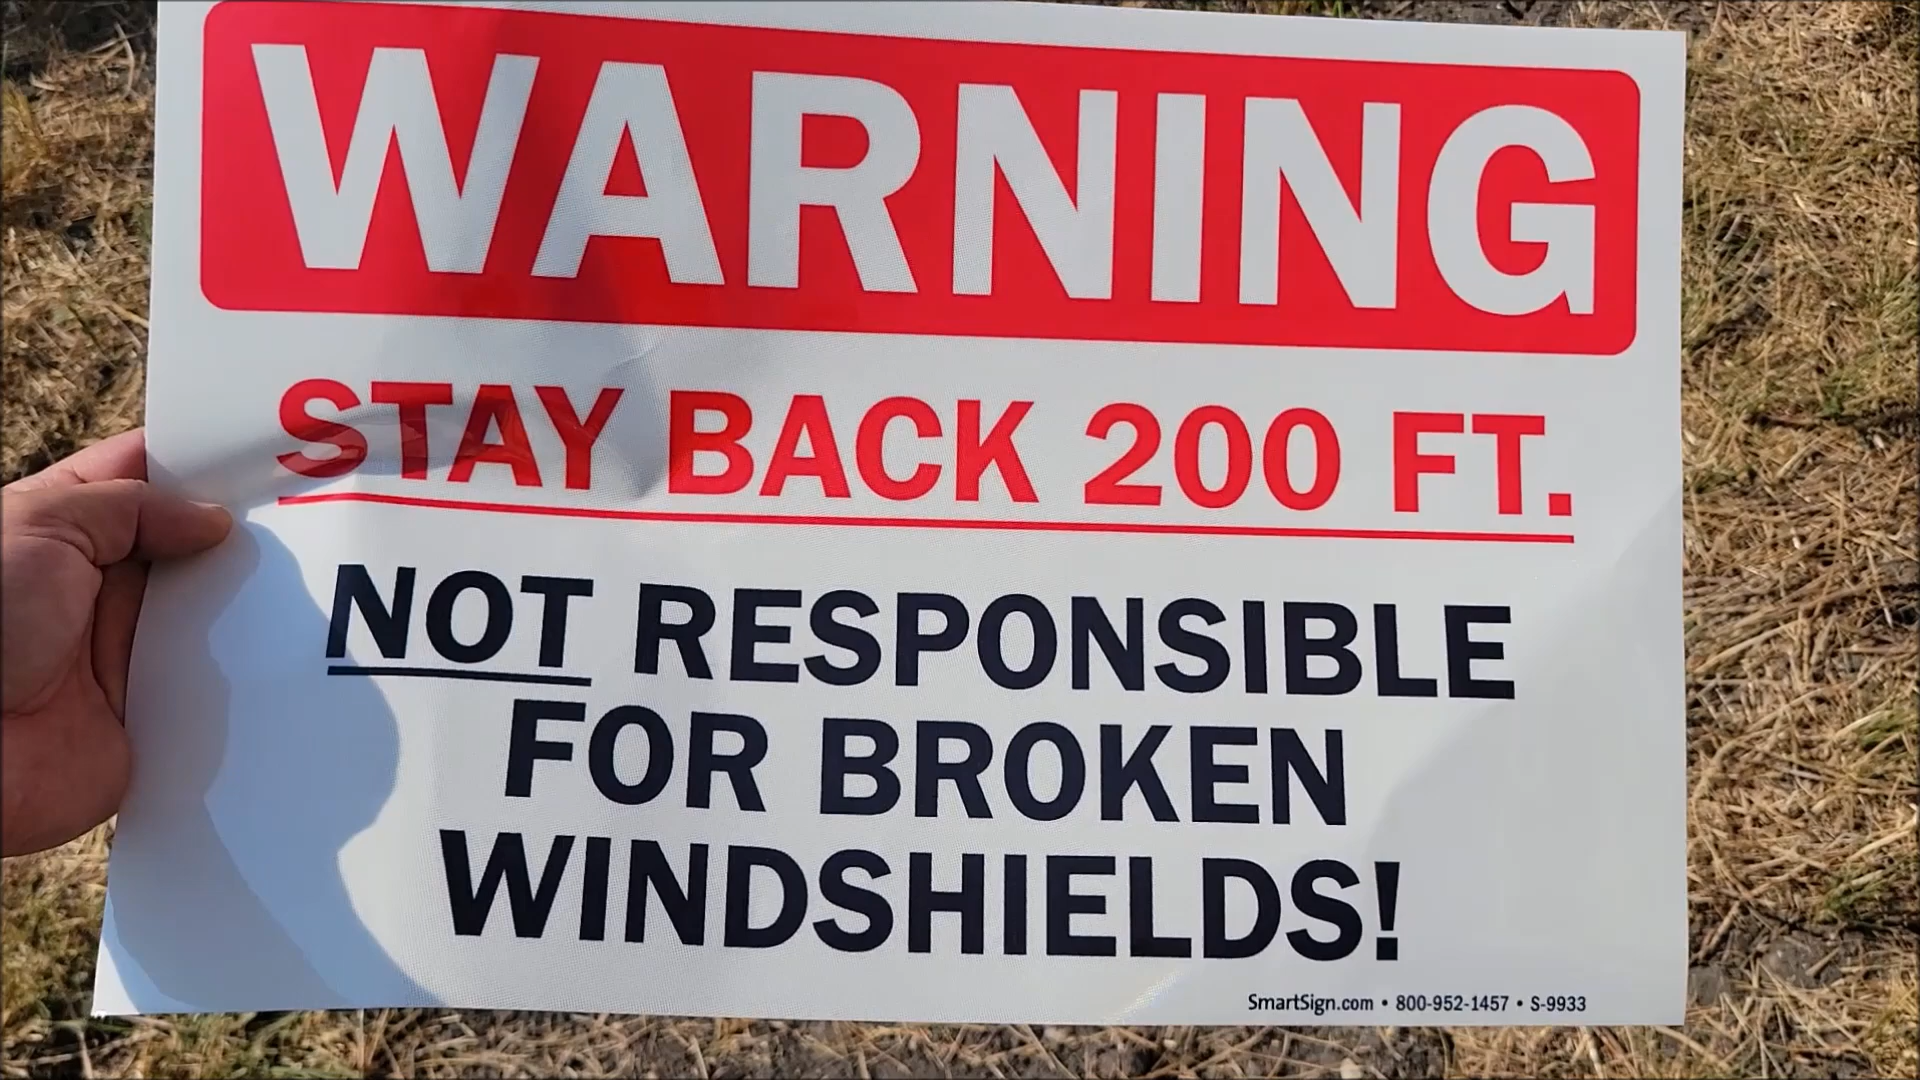 WARNING
STAY BACK 200 FT.
NOT RESPONSIBLE
FOR BROKEN
WINDSHIELDS!
SmartSign.com • 800-952-1457 • S-9933